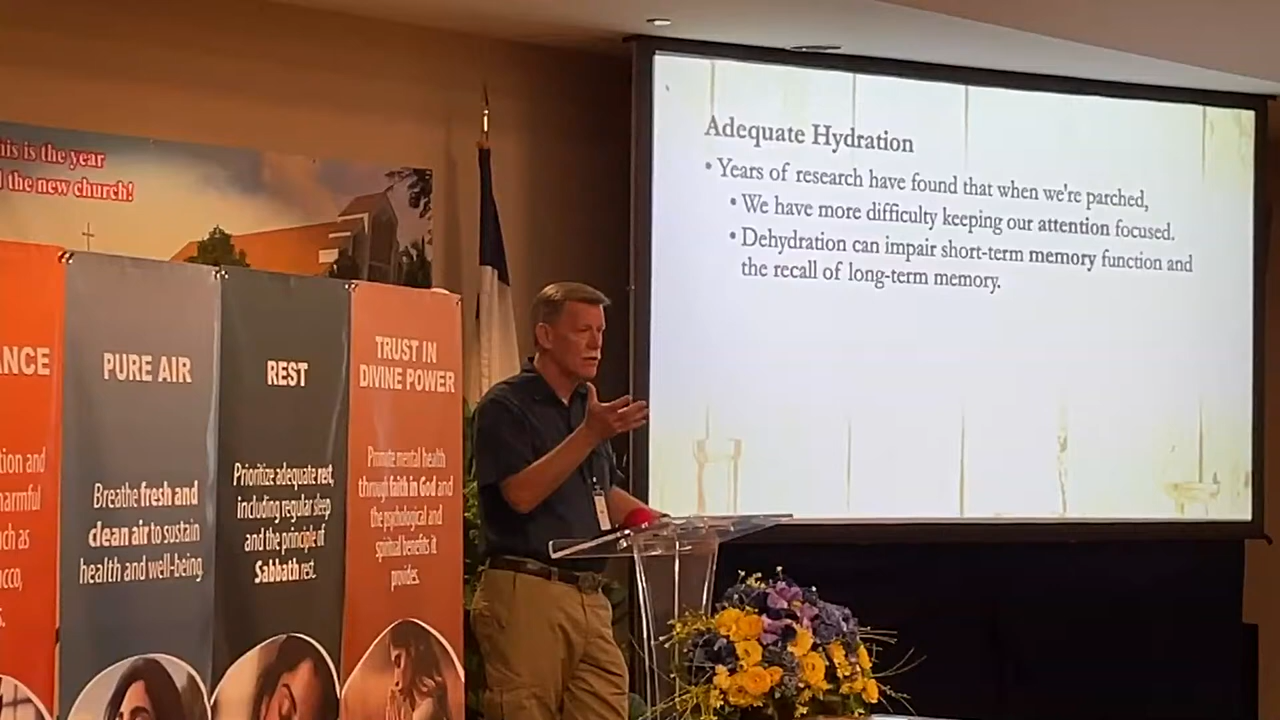 his is the year
the new church!
ANCE
tion and
harmful
uch as
acco,
s.
PURE AIR
Breathe fresh and
clean air to sustain
health and well-being.
REST
Prioritize adequate rest,
including regular sleep
and the principle of
Sabbath rest.
TRUST IN
DIVINE POWER
Promote mental health
through faith in God and
the psychological and
spiritual benefits it
provides.
Adequate Hydration
• Years of research have found that when we're parched,
• We have more difficulty keeping our attention focused.
• Dehydration can impair short-term memory function and
the recall of long-term memory.